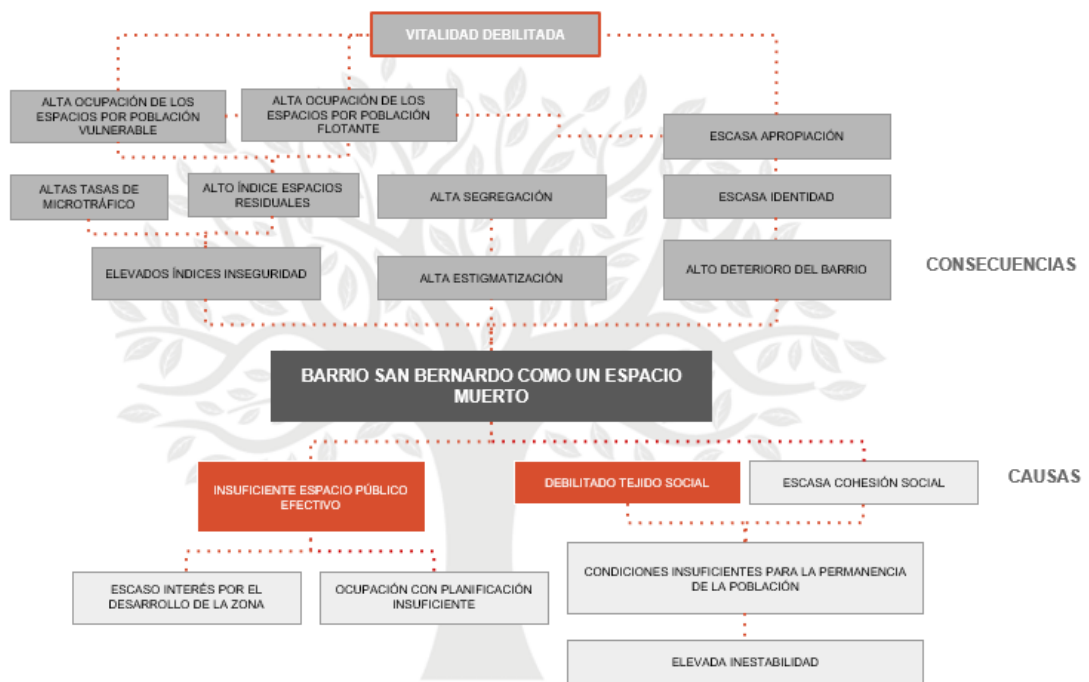 VITALIDAD DEBILITADA
ALTA OCUPACIÓN DE LOS
ESPACIOS POR POBLACIÓN
VULNERABLE
ALTA OCUPACIÓN DE LOS
ESPACIOS POR POBLACIÓN
FLOTANTE
ESCASA APROPIACIÓN
ALTAS TASAS DE
MICROTRÁFICO
ALTO ÍNDICE ESPACIOS
RESIDUALES
ALTA SEGREGACIÓN
ESCASA IDENTIDAD
ELEVADOS ÍNDICES INSEGURIDAD
ALTA ESTIGMATIZACIÓN
ALTO DETERIORO DEL BARRIO
CONSECUENCIAS
BARRIO SAN BERNARDO COMO UN ESPACIO
MUERTO
INSUFICIENTE ESPACIO PÚBLICO
EFECTIVO
DEBILITADO TEJIDO SOCIAL
ESCASA COHESIÓN SOCIAL
CAUSAS
ESCASO INTERÉS POR EL
DESARROLLO DE LA ZONA
OCUPACIÓN CON PLANIFICACIÓN
INSUFICIENTE
CONDICIONES INSUFICIENTES PARA LA PERMANENCIA
DE LA POBLACIÓN
ELEVADA INESTABILIDAD